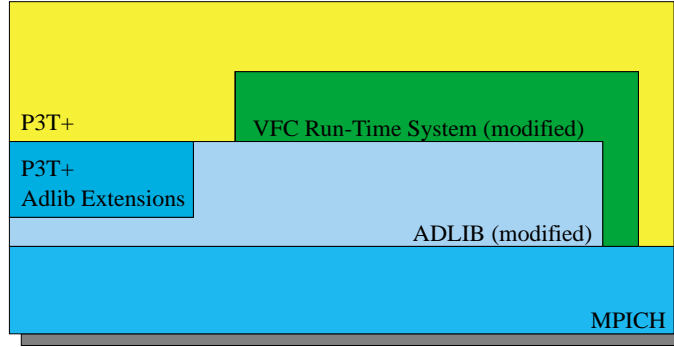 P3T+
VFC Run-Time System (modified)
P3T+
Adlib Extensions
ADLIB (modified)
MPICH